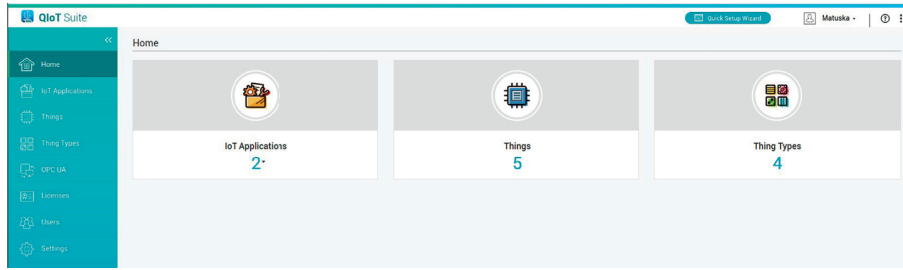 QIoT Suite
Quick Setup Wizard
Matuska
Home
Home
IoT Applications
Things
Thing Types
OPC UA
Licenses
Users
Settings
IoT Applications
2
Things
5
Thing Types
4